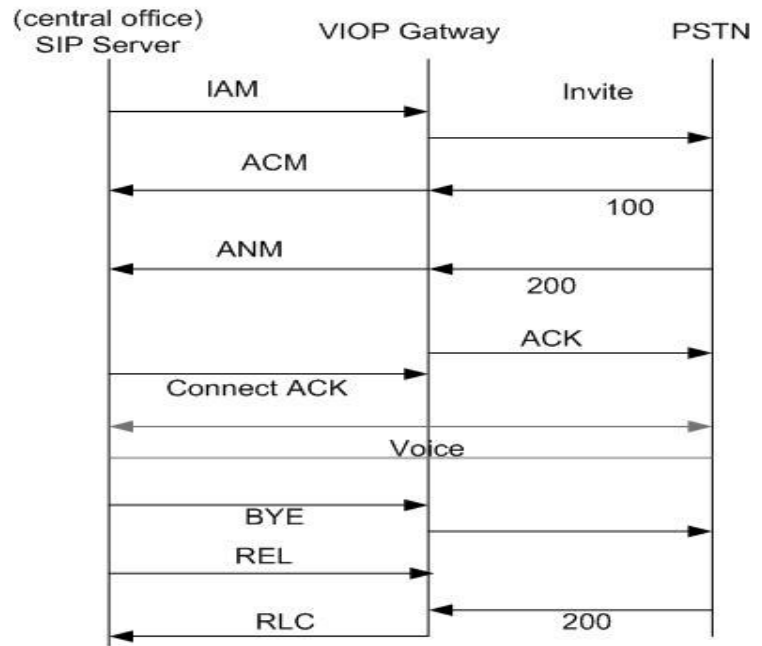 (central office)
SIP Server
VIOP Gatway
PSTN
IAM
Invite
ACM
100
ANM
200
ACK
Connect ACK
Voice
BYE
REL
RLC
200